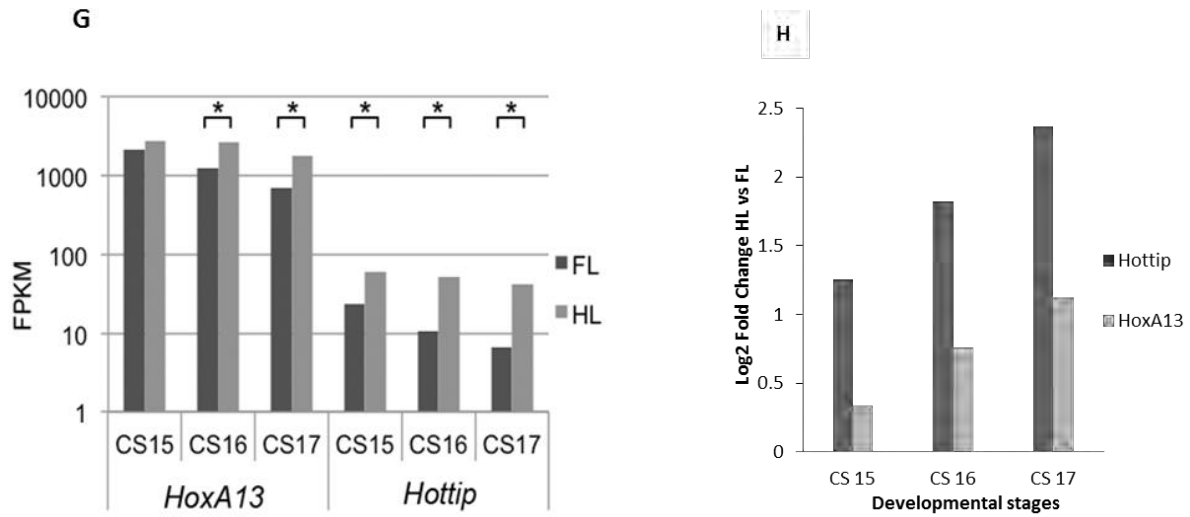 G
10000
* * * * *
1000
100
10
1
FPKM
CS15 CS16 CS17 CS15 CS16 CS17
HoxA13 Hottip
FL
HL
H
2.5
2
1.5
1
0.5
0
Log2 Fold Change HL vs FL
CS 15 CS 16 CS 17
Developmental stages
Hottip
HoxA13